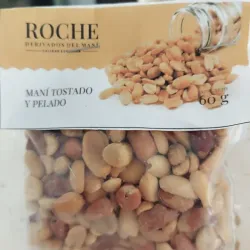 ROCHE
DERIVADOS DEL MANÍ
MANÍ TOSTADO
Y PELADO
60 g